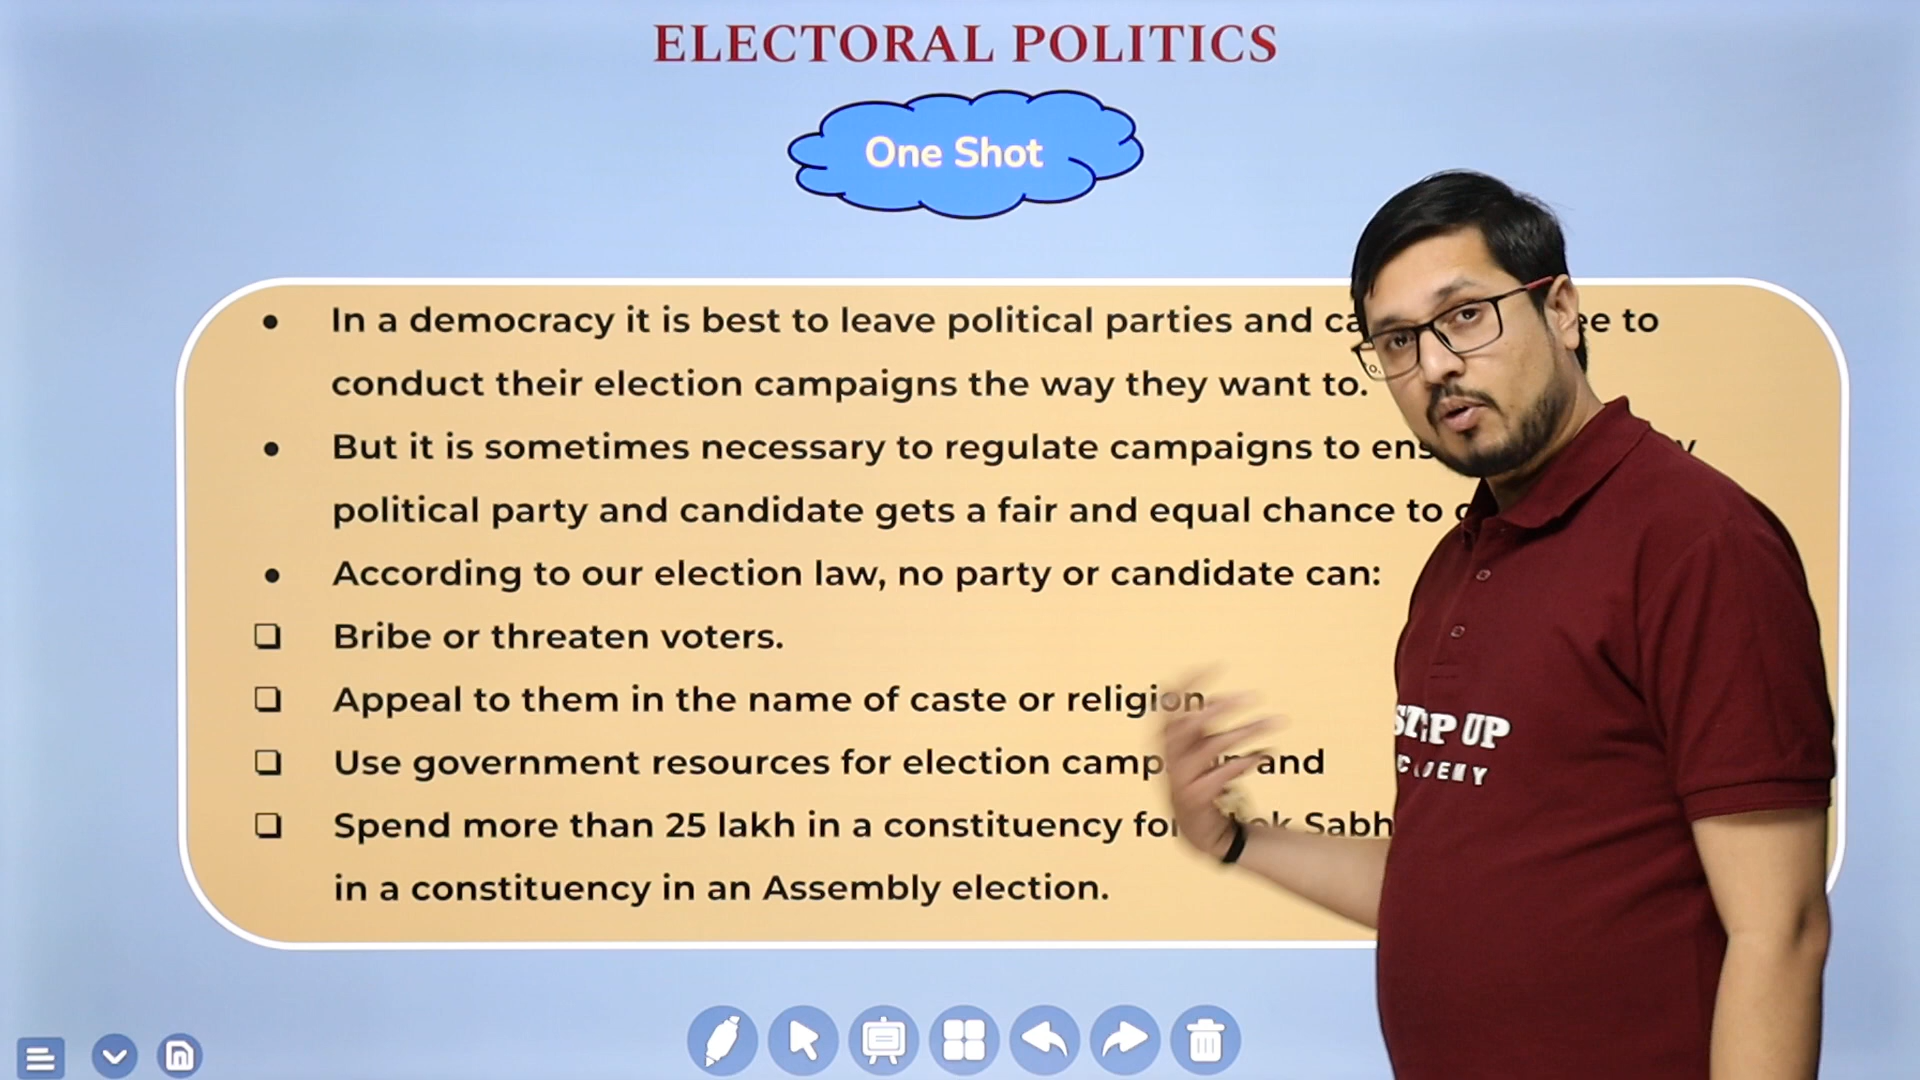 ELECTORAL POLITICS
One Shot
• In a democracy it is best to leave political parties and ee to
conduct their election campaigns the way they want to.
• But it is sometimes necessary to regulate campaigns to
political party and candidate gets a fair and equal chance to
• According to our election law, no party or candidate can:
❏ Bribe or threaten voters.
❏ Appeal to them in the name of caste or religion
❏ Use government resources for election and
❏ Spend more than 25 lakh in a constituency for Sabh
in a constituency in an Assembly election.
STEP UP